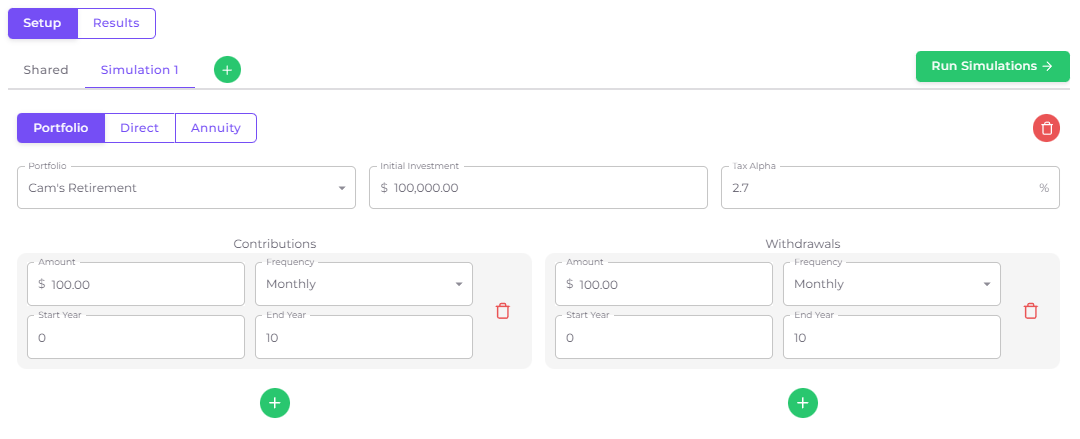 Setup Results
Shared Simulation 1 Run Simulations
Portfolio Direct Annuity
Portfolio Initial Investment Tax Alpha
Cam's Retirement $ 100,000.00 2.7 %
Contributions Withdrawals
Amount Frequency Amount Frequency
$ 100.00 Monthly $ 100.00 Monthly
Start Year End Year Start Year End Year
0 10 0 10